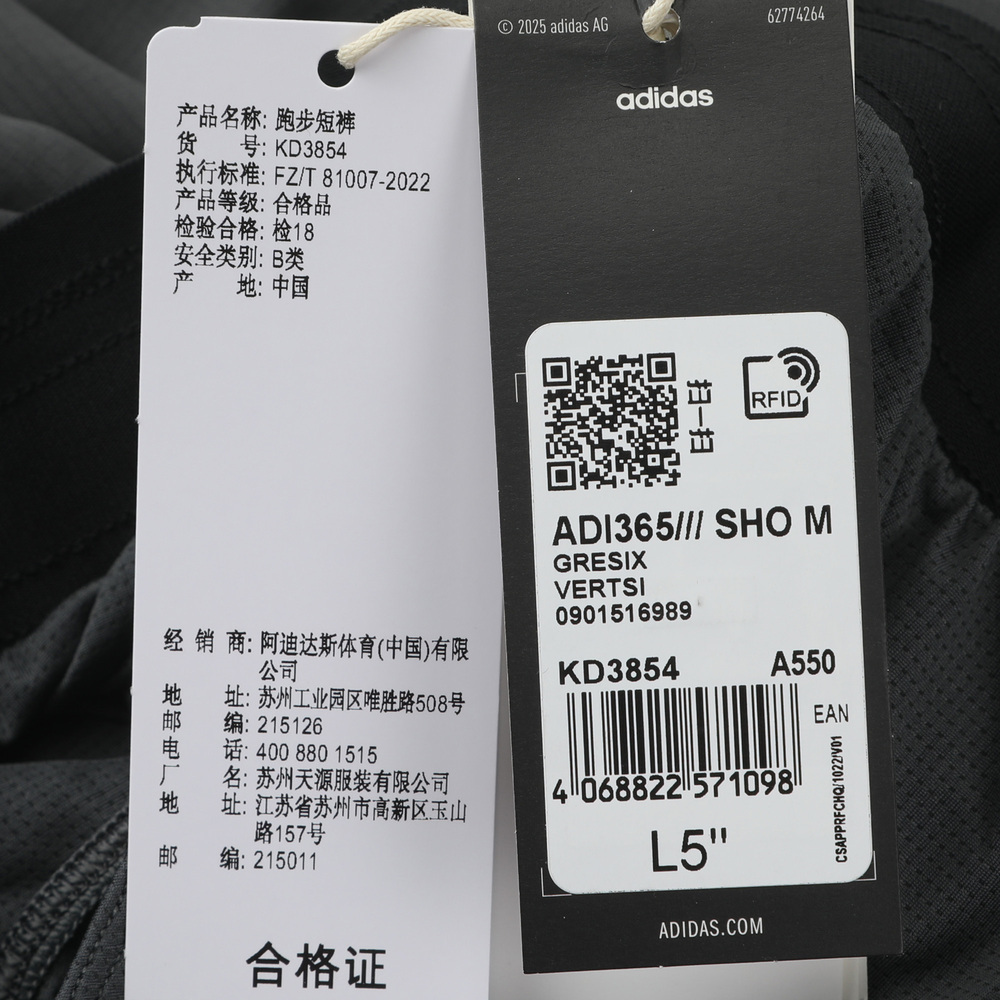 产品名称: 跑步短裤
货 号: KD3854
执行标准: FZ/T 81007-2022
产品等级: 合格品
检验合格: 检18
安全类别: B类
产 地: 中国
经 销 商: 阿迪达斯体育(中国)有限
公司
地 址: 苏州工业园区唯胜路508号
邮 编: 215126
电 话: 400 880 1515
厂 名: 苏州天源服装有限公司
地 址: 江苏省苏州市高新区玉山
路157号
邮 编: 215011
合格证
© 2025 adidas AG
62774264
adidas
扫一扫
RFID
ADI365/// SHO M
GRESIX
VERTSI
0901516989
KD3854 A550
EAN
4 068822 571098
CSAPPRFCHQ/1022/V01
L5"
ADIDAS.COM